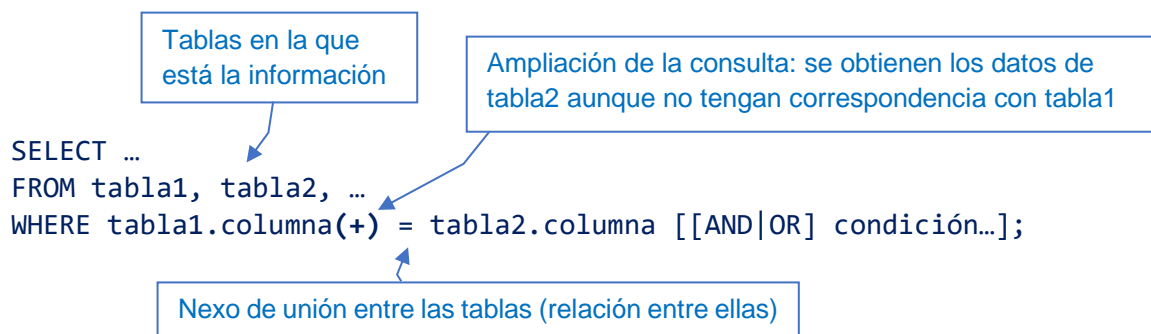 Tablas en la que
está la información
Ampliación de la consulta: se obtienen los datos de
tabla2 aunque no tengan correspondencia con tabla1
SELECT …
FROM tabla1, tabla2, …
WHERE tabla1.columna(+) = tabla2.columna [[AND|OR] condición…];
Nexo de unión entre las tablas (relación entre ellas)